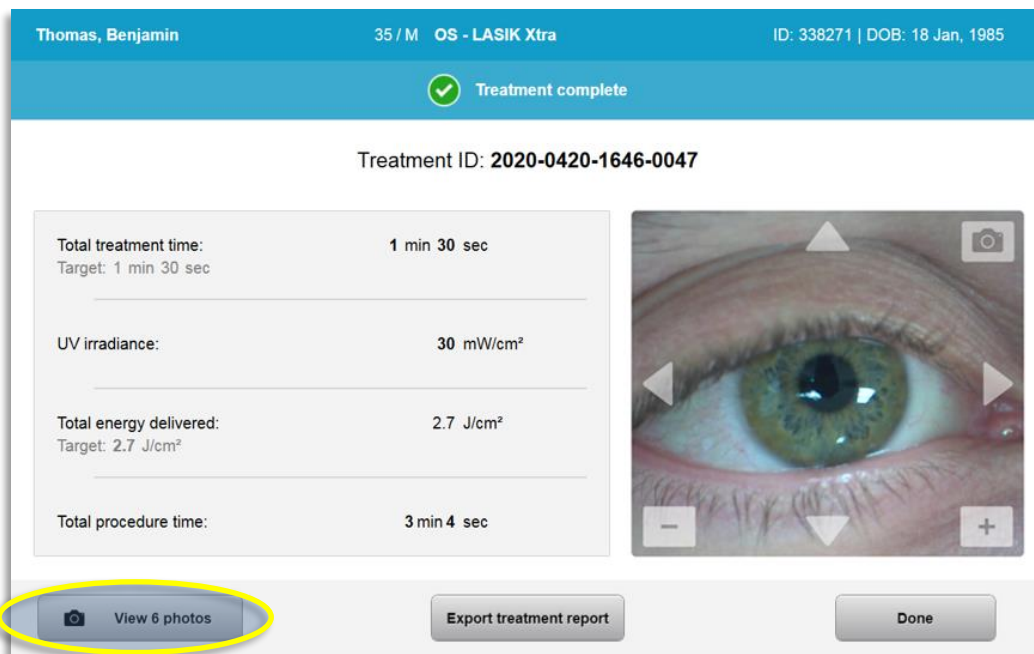 Thomas, Benjamin 35 / M OS - LASIK Xtra ID: 338271 | DOB: 18 Jan, 1985
Treatment complete
Treatment ID: 2020-0420-1646-0047
Total treatment time: 1 min 30 sec
Target: 1 min 30 sec
UV irradiance: 30 mW/cm²
Total energy delivered: 2.7 J/cm²
Target: 2.7 J/cm²
Total procedure time: 3 min 4 sec
View 6 photos Export treatment report Done